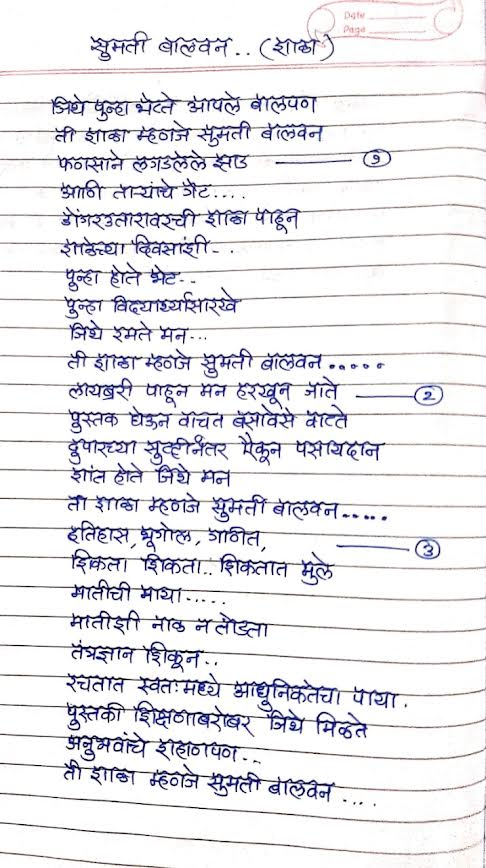 Date
Page
सुमती बालवन.. (शाळा)
जिथे पुन्हा भेटते आपले बालपण
ती शाळा म्हणजे सुमती बालवन
फणसाने लगडलेले झाड ——— १
आणि ताऱ्यांचे गेट....
डोंगरउतारावरची शाळा पाहून
शाळेच्या दिवसांशी..
पुन्हा होते भेट..
पुन्हा विद्यार्थ्यासारखे
जिथे रमते मन...
ती शाळा म्हणजे सुमती बालवन.....
लायब्ररी पाहून मन हरखून जाते ——— 2
पुस्तक घेऊन वाचत बसावेसे वाटते
दुपारच्या सुट्टीनंतर ऐकून पसायदान
शांत होते जिथे मन
ती शाळा म्हणजे सुमती बालवन.....
इतिहास, भूगोल, गणित, ——— 3
शिकता शिकता.. शिकतात मुले
मातीची माया.....
मातीशी नाळ न तोडता
तंत्रज्ञान शिकून..
रचतात स्वतःमध्ये आधुनिकतेचा पाया.
पुस्तकी शिक्षणाबरोबर जिथे मिळते
अनुभवांचे शहाणपण...
ती शाळा म्हणजे सुमती बालवन....